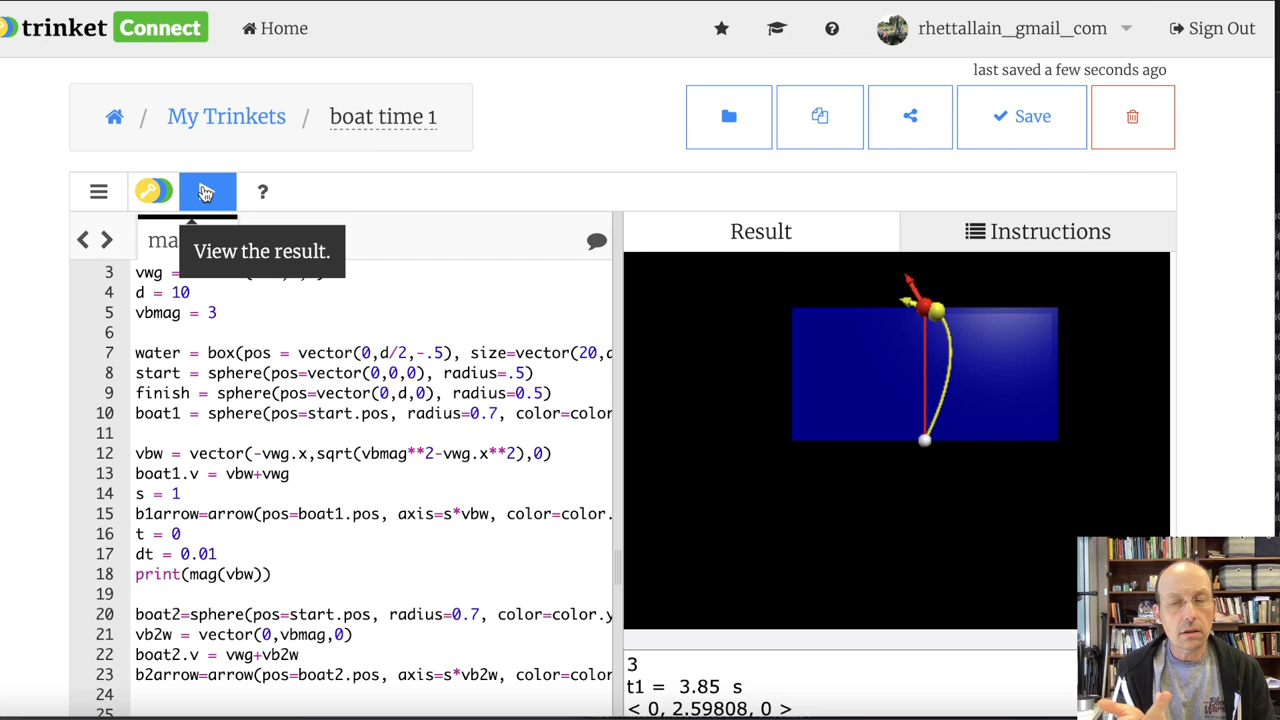 trinket Connect Home rhettallain_gmail_com Sign Out
last saved a few seconds ago
/ My Trinkets / boat time 1 Save
?
ma
View the result.
Result Instructions
3 vwg =
4 d = 10
5 vbmag = 3
6
7 water = box(pos = vector(0,d/2,-.5), size=vector(20,d
8 start = sphere(pos=vector(0,0,0), radius=.5)
9 finish = sphere(pos=vector(0,d,0), radius=0.5)
10 boat1 = sphere(pos=start.pos, radius=0.7, color=color
11
12 vbw = vector(-vwg.x,sqrt(vbmag**2-vwg.x**2),0)
13 boat1.v = vbw+vwg
14 s = 1
15 b1arrow=arrow(pos=boat1.pos, axis=s*vbw, color=color.
16 t = 0
17 dt = 0.01
18 print(mag(vbw))
19
20 boat2=sphere(pos=start.pos, radius=0.7, color=color.y
21 vb2w = vector(0,vbmag,0)
22 boat2.v = vwg+vb2w
23 b2arrow=arrow(pos=boat2.pos, axis=s*vb2w, color=color
24
25
3
t1 = 3.85 s
< 0, 2.59808, 0 >